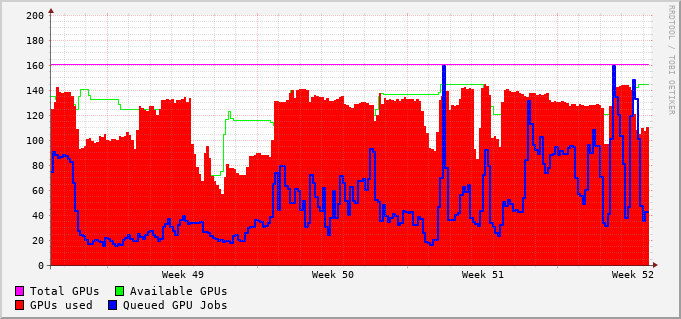 200
180
160
140
120
100
80
60
40
20
0
Week 49 Week 50 Week 51 Week 52
Total GPUs Available GPUs
GPUs used Queued GPU Jobs
RRDTOOL / TOBI OETIKER